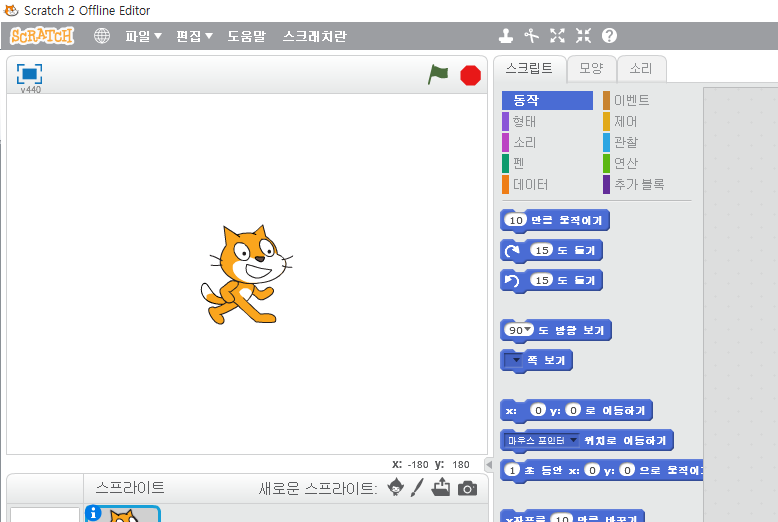 Scratch 2 Offline Editor
SCRATCH 파일 편집 도움말 스크래치란
v440
스크립트 모양 소리
동작 이벤트
형태 제어
소리 관찰
펜 연산
데이터 추가 블록
10 만큼 움직이기
15 도 돌기
15 도 돌기
90 도 방향 보기
쪽 보기
x: 0 y: 0 로 이동하기
마우스 포인터 위치로 이동하기
1 초 동안 x: 0 y: 0 으로 움직이기
x좌표를 10 만큼 바꾸기
x: -180 y: 180
스프라이트 새로운 스프라이트: